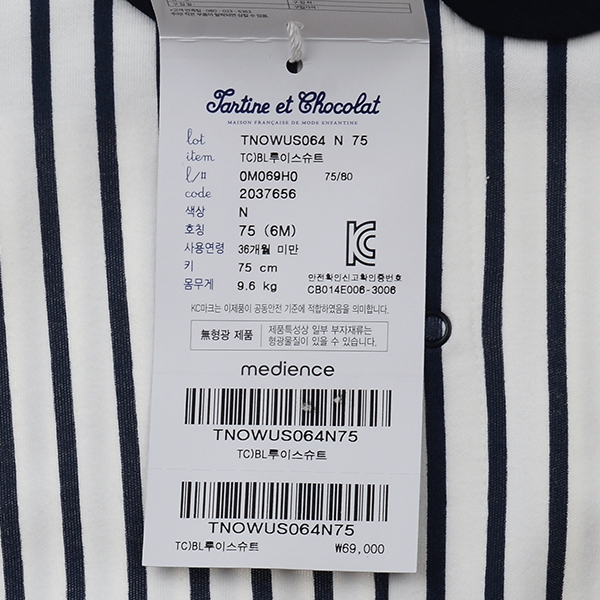 Tartine et Chocolat
MAISON FRANÇAISE DE MODE ENFANTINE
lot TNOWUS064 N 75
item TC)BL루이스슈트
l/# 0M069H0 75/80
code 2037656
색상 N
호칭 75 (6M)
사용연령 36개월 미만
키 75 cm
몸무게 9.6 kg
안전확인신고확인증번호
CB014E006-3006
KC마크는 이제품이 공통안전 기준에 적합하였음을 의미합니다.
無형광 제품
제품특성상 일부 부자재류는
형광물질이 있을 수 있습니다.
medience
TNOWUS064N75
TC)BL루이스슈트
TNOWUS064N75
TC)BL루이스슈트 ₩69,000